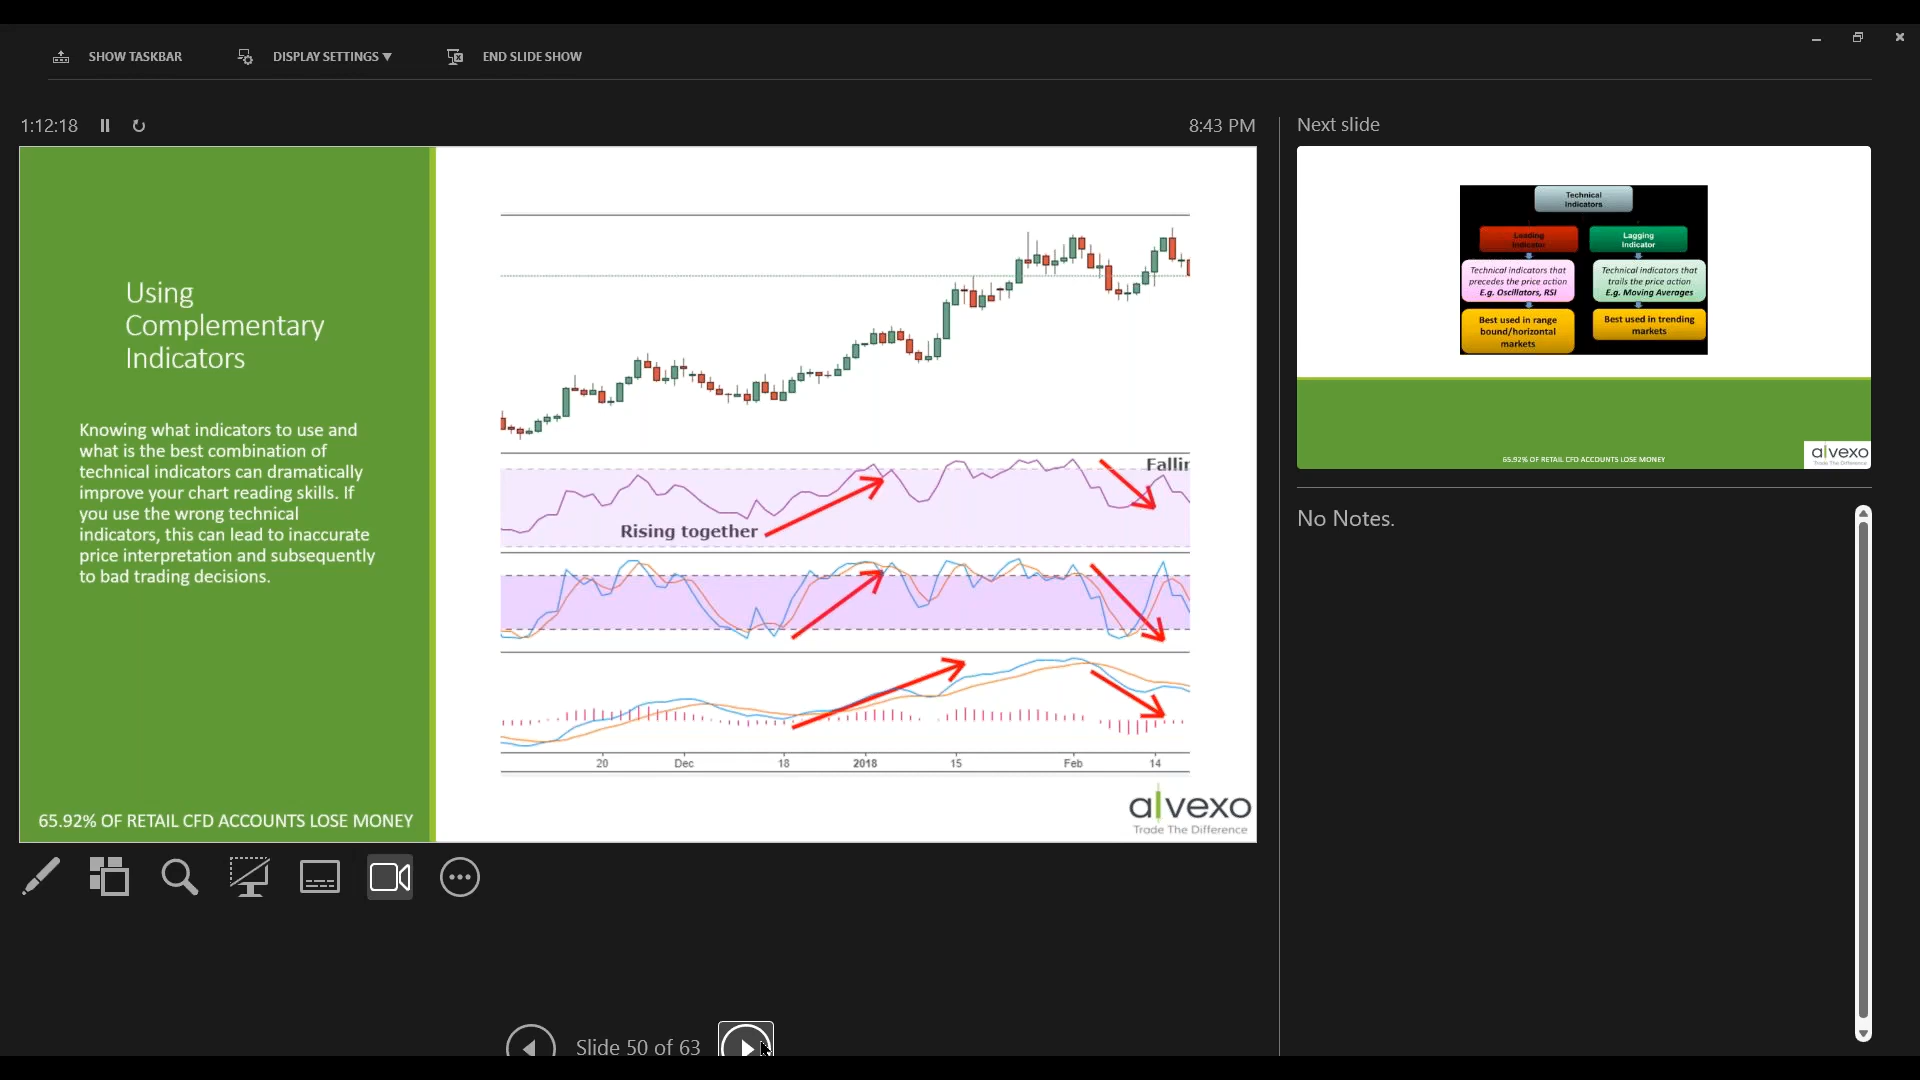 SHOW TASKBAR
DISPLAY SETTINGS ▼
END SLIDE SHOW
1:12:18
8:43 PM
Next slide
Using
Complementary
Indicators
Knowing what indicators to use and
what is the best combination of
technical indicators can dramatically
improve your chart reading skills. If
you use the wrong technical
indicators, this can lead to inaccurate
price interpretation and subsequently
to bad trading decisions.
65.92% OF RETAIL CFD ACCOUNTS LOSE MONEY
Fallin
Rising together
20 Dec 18 2018 15 Feb 14
alvexo
Trade The Difference
Technical
Indicators
Leading
Indicator
Lagging
Indicator
Technical indicators that
precedes the price action
E.g. Oscillators, RSI
Technical indicators that
trails the price action
E.g. Moving Averages
Best used in range
bound/horizontal
markets
Best used in trending
markets
65.92% OF RETAIL CFD ACCOUNTS LOSE MONEY
alvexo
Trade The Difference
No Notes.
Slide 50 of 63